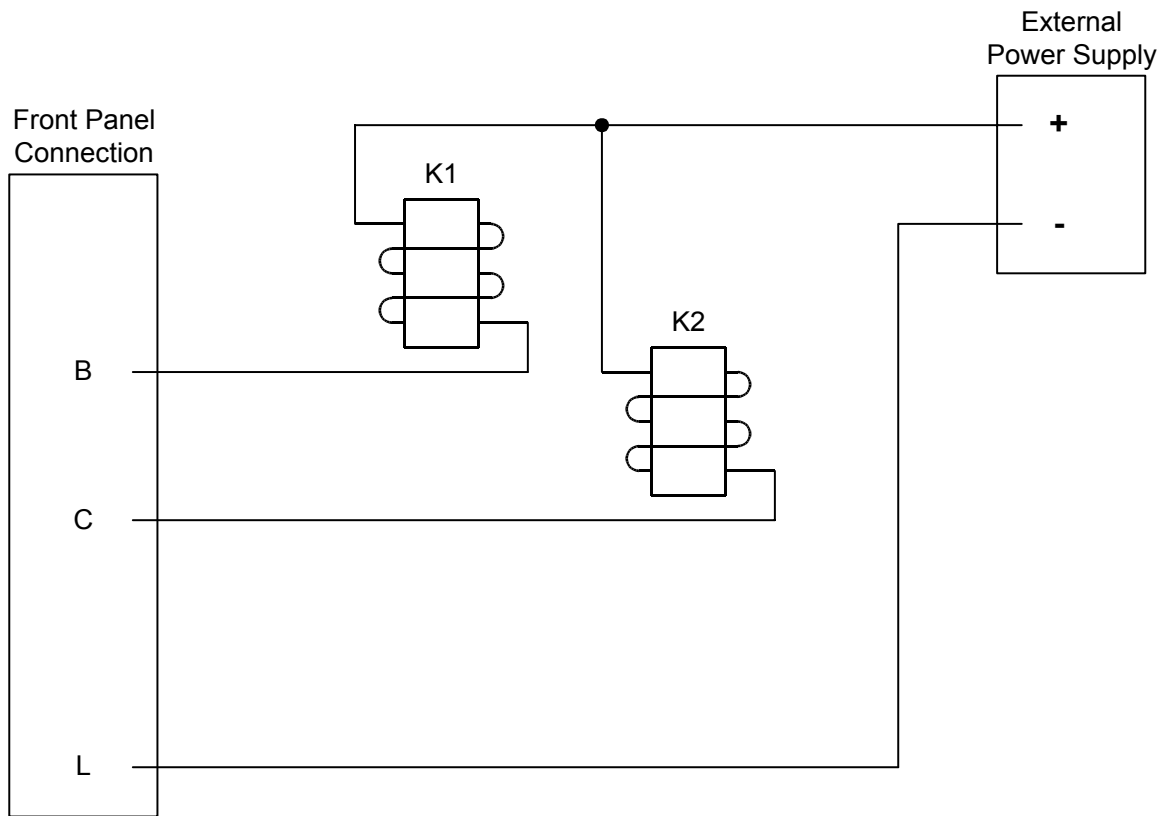 External
Power Supply
+
Front Panel
Connection
K1
-
K2
B
C
L